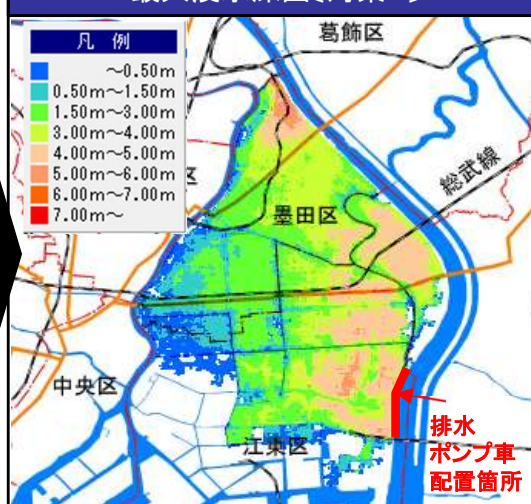 凡 例
～0.50m
0.50m～1.50m
1.50m～3.00m
3.00m～4.00m
4.00m～5.00m
5.00m～6.00m
6.00m～7.00m
7.00m～
葛飾区
区
総武線
墨田区
中央区
江東区
排水
ポンプ車
配置箇所